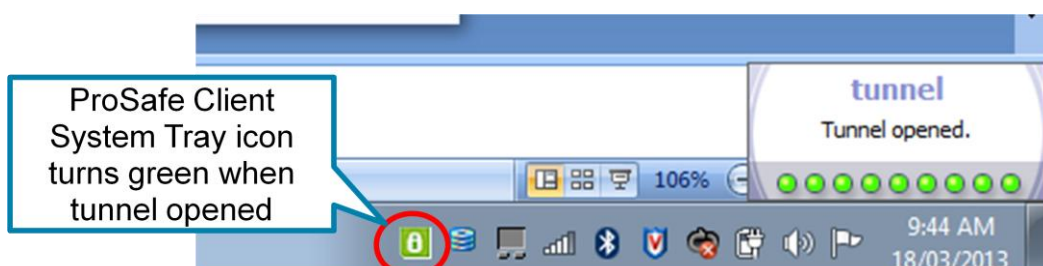 ProSafe Client
System Tray icon
turns green when
tunnel opened
tunnel
Tunnel opened.
106%
9:44 AM
18/03/2013